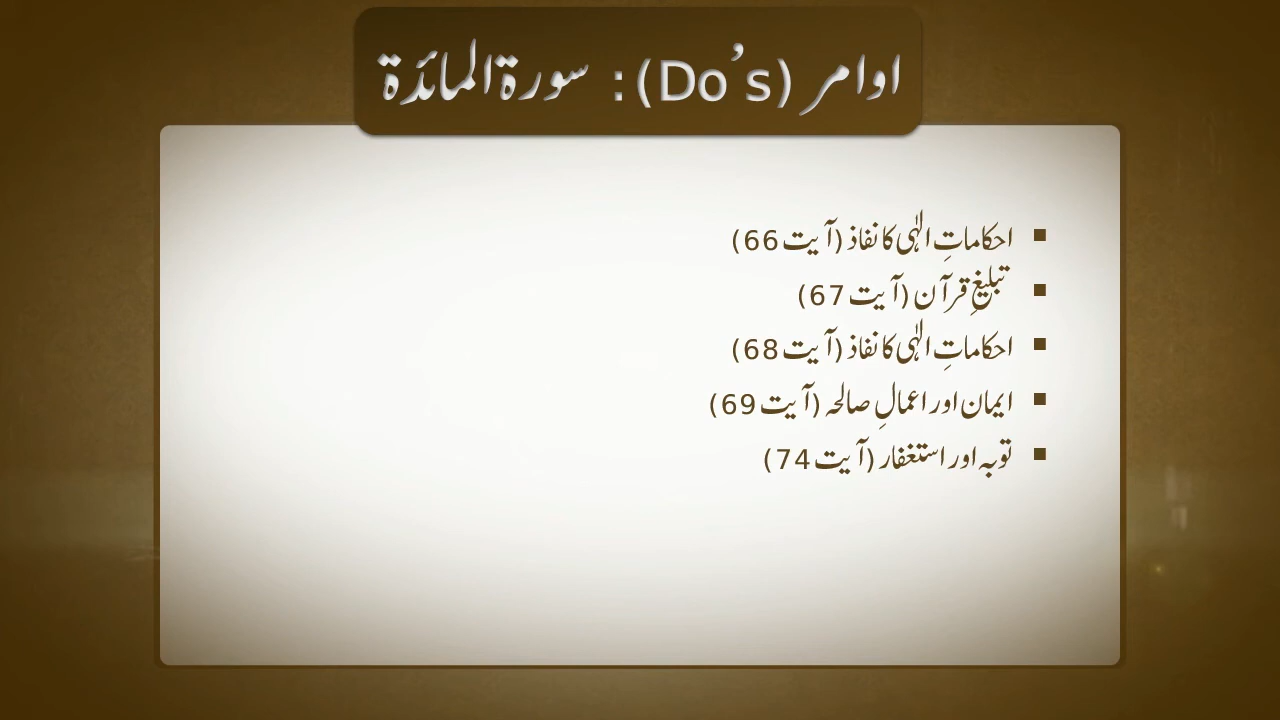 اوامر (Do’s): سورۃ المائدۃ
▪ احکاماتِ الٰہی کا نفاذ (آیت 66)
▪ تبلیغِ قرآن (آیت 67)
▪ احکاماتِ الٰہی کا نفاذ (آیت 68)
▪ ایمان اور اعمالِ صالحہ (آیت 69)
▪ توبہ اور استغفار (آیت 74)